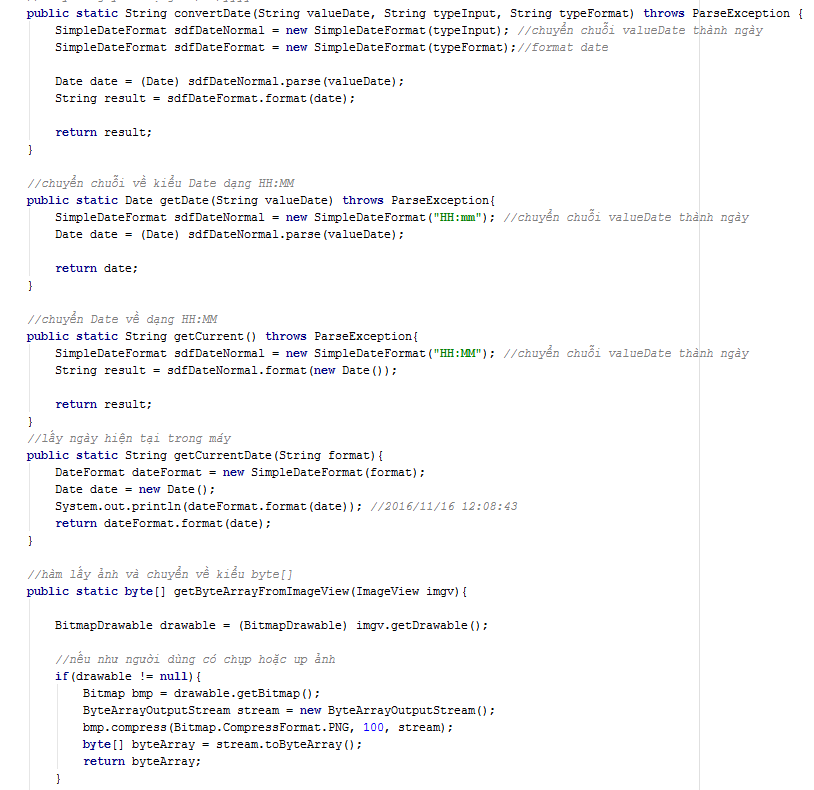 public static String convertDate(String valueDate, String typeInput, String typeFormat) throws ParseException {
    SimpleDateFormat sdfDateNormal = new SimpleDateFormat(typeInput); //chuyển chuỗi valueDate thành ngày
    SimpleDateFormat sdfDateFormat = new SimpleDateFormat(typeFormat);//format date

    Date date = (Date) sdfDateNormal.parse(valueDate);
    String result = sdfDateFormat.format(date);

    return result;
}

//chuyển chuỗi về kiểu Date dạng HH:MM
public static Date getDate(String valueDate) throws ParseException{
    SimpleDateFormat sdfDateNormal = new SimpleDateFormat("HH:mm"); //chuyển chuỗi valueDate thành ngày
    Date date = (Date) sdfDateNormal.parse(valueDate);

    return date;
}

//chuyển Date về dạng HH:MM
public static String getCurrent() throws ParseException{
    SimpleDateFormat sdfDateNormal = new SimpleDateFormat("HH:MM"); //chuyển chuỗi valueDate thành ngày
    String result = sdfDateNormal.format(new Date());

    return result;
}
//lấy ngày hiện tại trong máy
public static String getCurrentDate(String format){
    DateFormat dateFormat = new SimpleDateFormat(format);
    Date date = new Date();
    System.out.println(dateFormat.format(date)); //2016/11/16 12:08:43
    return dateFormat.format(date);
}

//hàm lấy ảnh và chuyển về kiểu byte[]
public static byte[] getByteArrayFromImageView(ImageView imgv){

    BitmapDrawable drawable = (BitmapDrawable) imgv.getDrawable();

    //nếu như người dùng có chụp hoặc up ảnh
    if(drawable != null){
        Bitmap bmp = drawable.getBitmap();
        ByteArrayOutputStream stream = new ByteArrayOutputStream();
        bmp.compress(Bitmap.CompressFormat.PNG, 100, stream);
        byte[] byteArray = stream.toByteArray();
        return byteArray;
    }